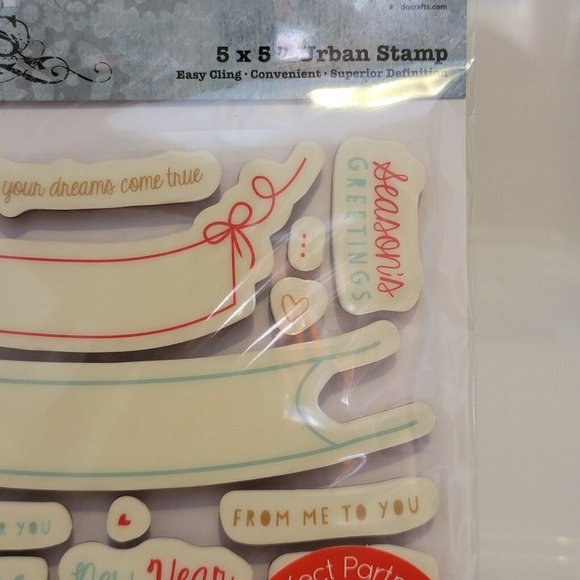 docrafts.com
5 x 5" Urban Stamp
Easy Cling · Convenient · Superior Definition
your dreams come true
Season's
GREETINGS
R YOU
FROM ME TO YOU
New Year